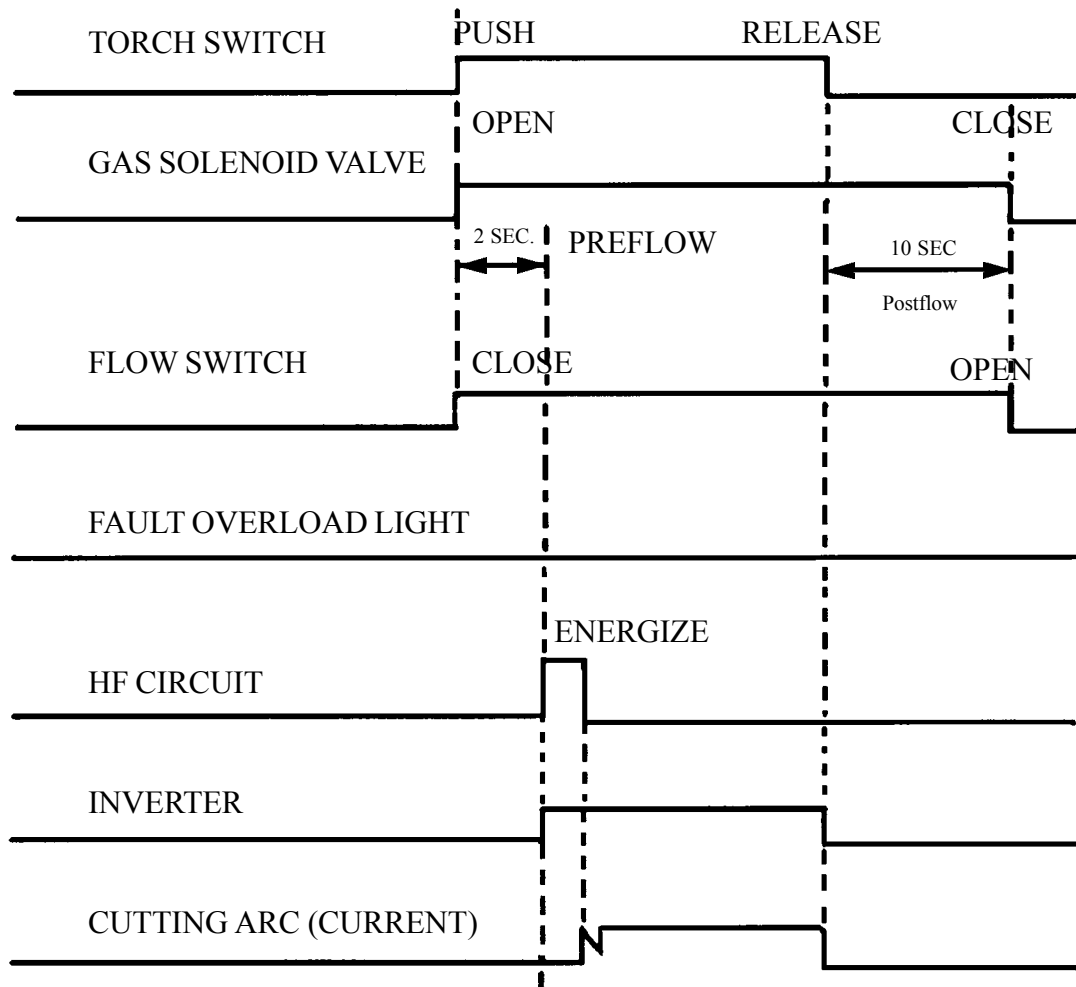 TORCH SWITCH
PUSH
RELEASE
OPEN
CLOSE
GAS SOLENOID VALVE
2 SEC.
PREFLOW
10 SEC
Postflow
FLOW SWITCH
CLOSE
OPEN
FAULT OVERLOAD LIGHT
ENERGIZE
HF CIRCUIT
INVERTER
CUTTING ARC (CURRENT)